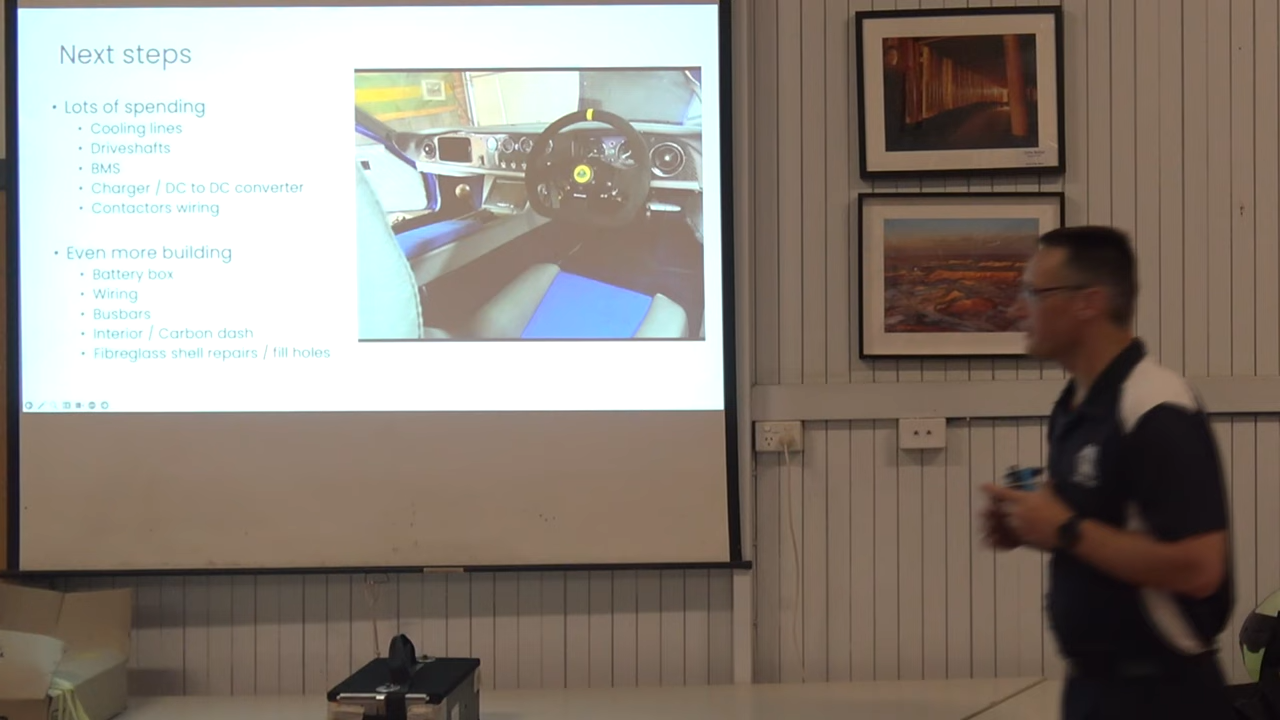 Next steps
• Lots of spending
• Cooling lines
• Driveshafts
• BMS
• Charger / DC to DC converter
• Contactors wiring
• Even more building
• Battery box
• Wiring
• Busbars
• Interior / Carbon dash
• Fibreglass shell repairs / fill holes